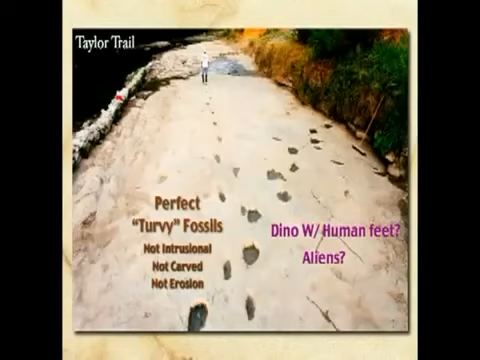 Taylor Trail
Perfect
"Turvy" Fossils
Not Intrusional
Not Carved
Not Erosion
Dino W/ Human feet?
Aliens?